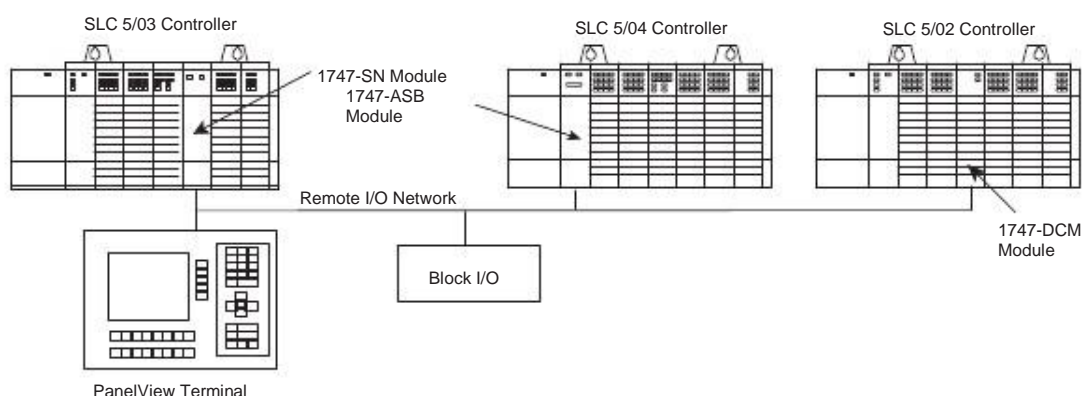 SLC 5/03 Controller
SLC 5/04 Controller
SLC 5/02 Controller
1747-SN Module
1747-ASB
Module
Remote I/O Network
1747-DCM
Module
Block I/O
PanelView Terminal